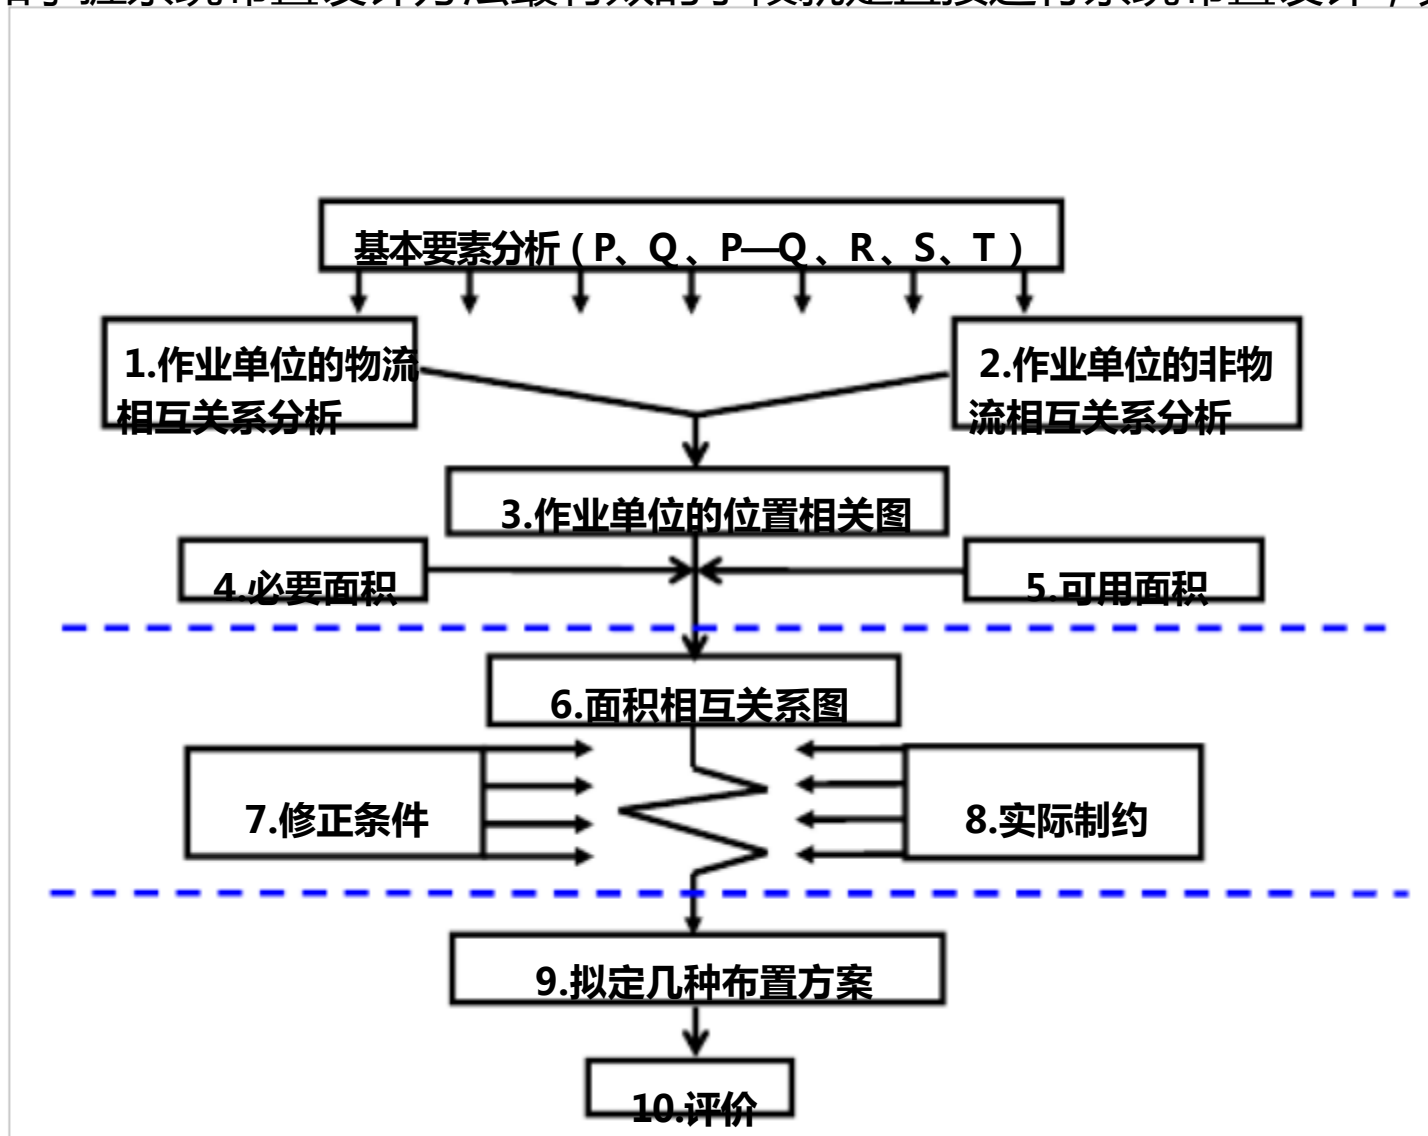 基本要素分析（P、Q、P—Q、R、S、T）
1.作业单位的物流
相互关系分析
2.作业单位的非物
流相互关系分析
3.作业单位的位置相关图
4.必要面积
5.可用面积
6.面积相互关系图
7.修正条件
8.实际制约
9.拟定几种布置方案
10.评价